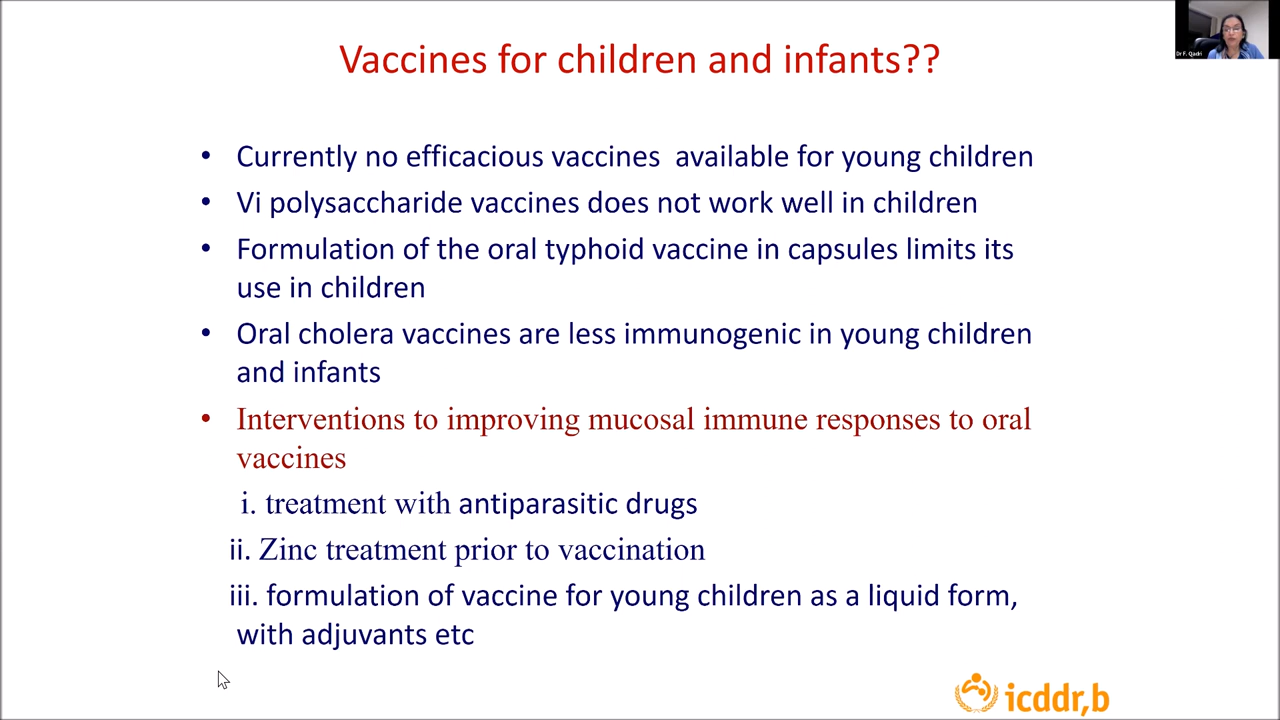 Vaccines for children and infants??
Dr F. Qadri
• Currently no efficacious vaccines  available for young children
• Vi polysaccharide vaccines does not work well in children
• Formulation of the oral typhoid vaccine in capsules limits its
use in children
• Oral cholera vaccines are less immunogenic in young children
and infants
• Interventions to improving mucosal immune responses to oral
vaccines
i. treatment with antiparasitic drugs
ii. Zinc treatment prior to vaccination
iii. formulation of vaccine for young children as a liquid form,
with adjuvants etc
icddr,b